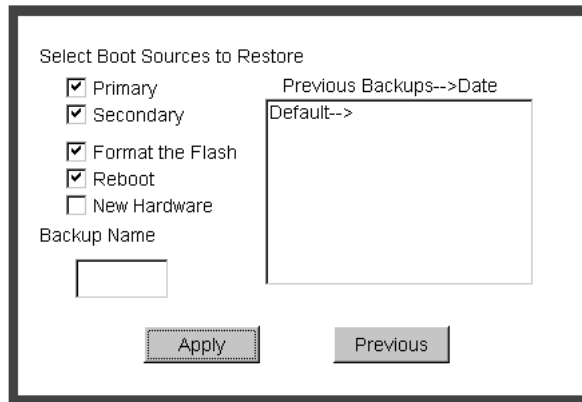 Select Boot Sources to Restore
Primary
Secondary
Format the Flash
Reboot
New Hardware
Backup Name
Previous Backups-->Date
Default-->
Apply
Previous